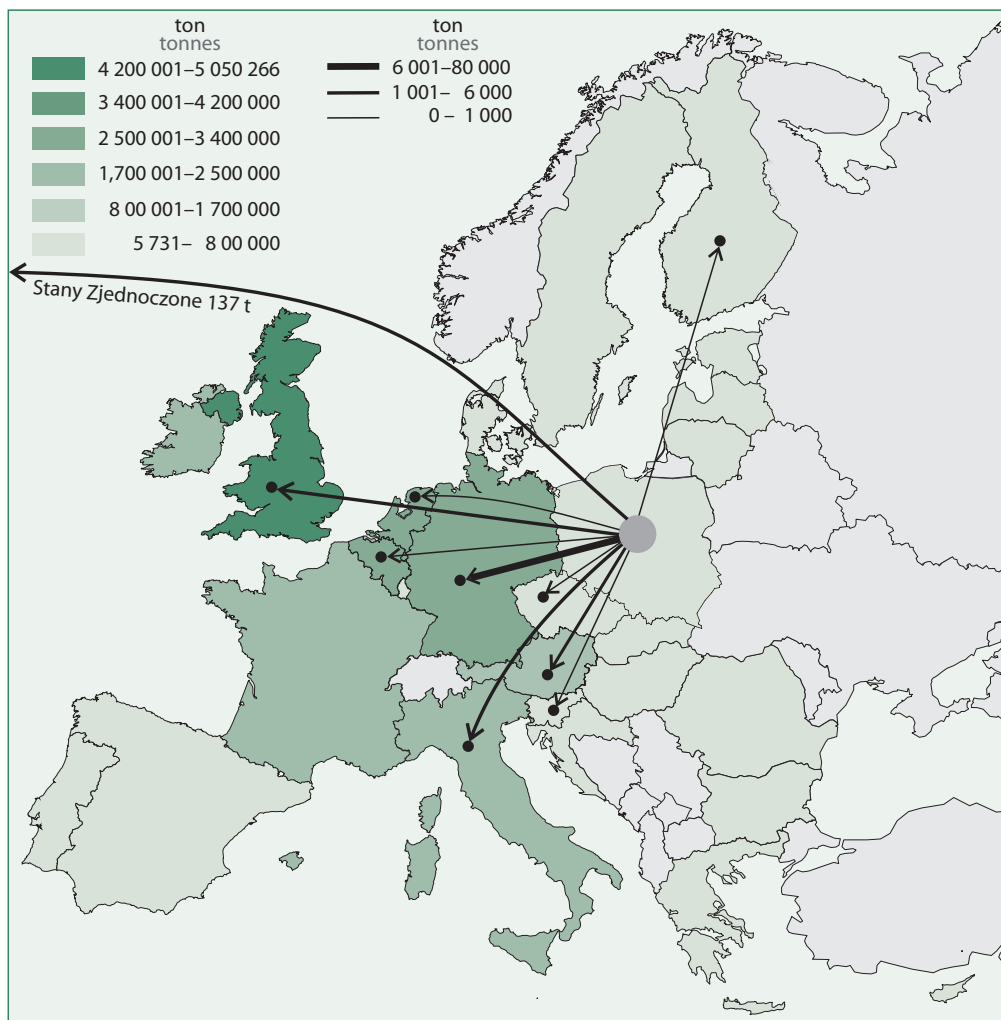 ton
tonnes
4 200 001–5 050 266
3 400 001–4 200 000
2 500 001–3 400 000
1,700 001–2 500 000
8 00 001–1 700 000
5 731– 8 00 000
ton
tonnes
6 001–80 000
1 001– 6 000
0 – 1 000
Stany Zjednoczone 137 t